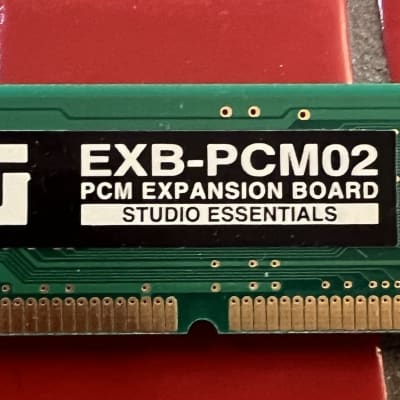 EXB-PCM02
PCM EXPANSION BOARD
STUDIO ESSENTIALS